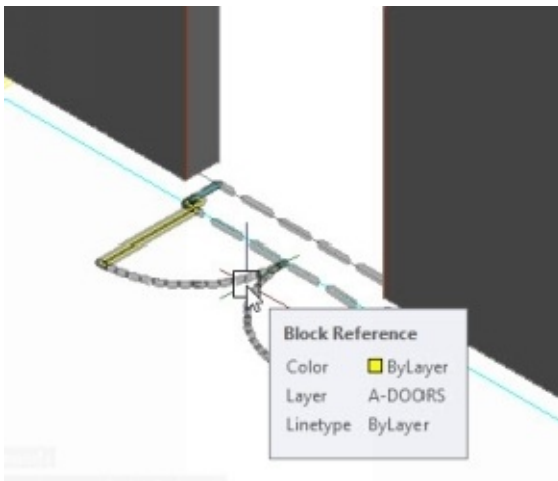 Block Reference
Color ByLayer
Layer A-DOORS
Linetype ByLayer